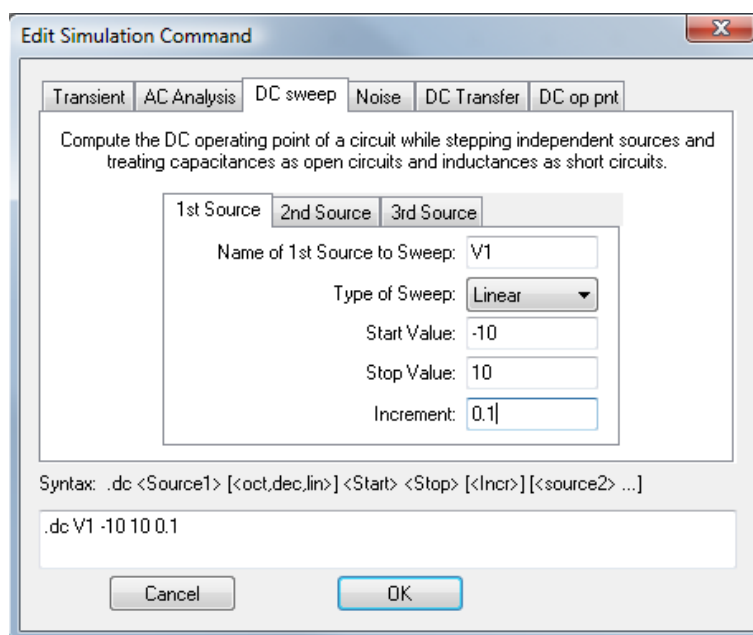 Edit Simulation Command
Transient AC Analysis DC sweep Noise DC Transfer DC op pnt
Compute the DC operating point of a circuit while stepping independent sources and
treating capacitances as open circuits and inductances as short circuits.
1st Source 2nd Source 3rd Source
Name of 1st Source to Sweep: V1
Type of Sweep: Linear
Start Value: -10
Stop Value: 10
Increment: 0.1
Syntax: .dc <Source1> [<oct,dec,lin>] <Start> <Stop> [<Incr>] [<source2> ...]
.dc V1 -10 10 0.1
Cancel OK